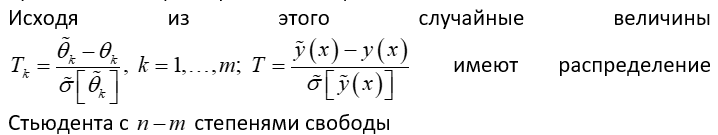 Исходя из этого случайные величины
$T_k = \dfrac{\tilde{\theta}_k - \theta_k}{\tilde{\sigma}\left[\tilde{\theta}_k\right]},\ k = 1,\ldots,m;\ T = \dfrac{\tilde{y}(x) - y(x)}{\tilde{\sigma}\left[\tilde{y}(x)\right]}$ имеют распределение
Стьюдента с $n-m$ степенями свободы